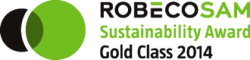 ROBECOSAM
Sustainability Award
Gold Class 2014